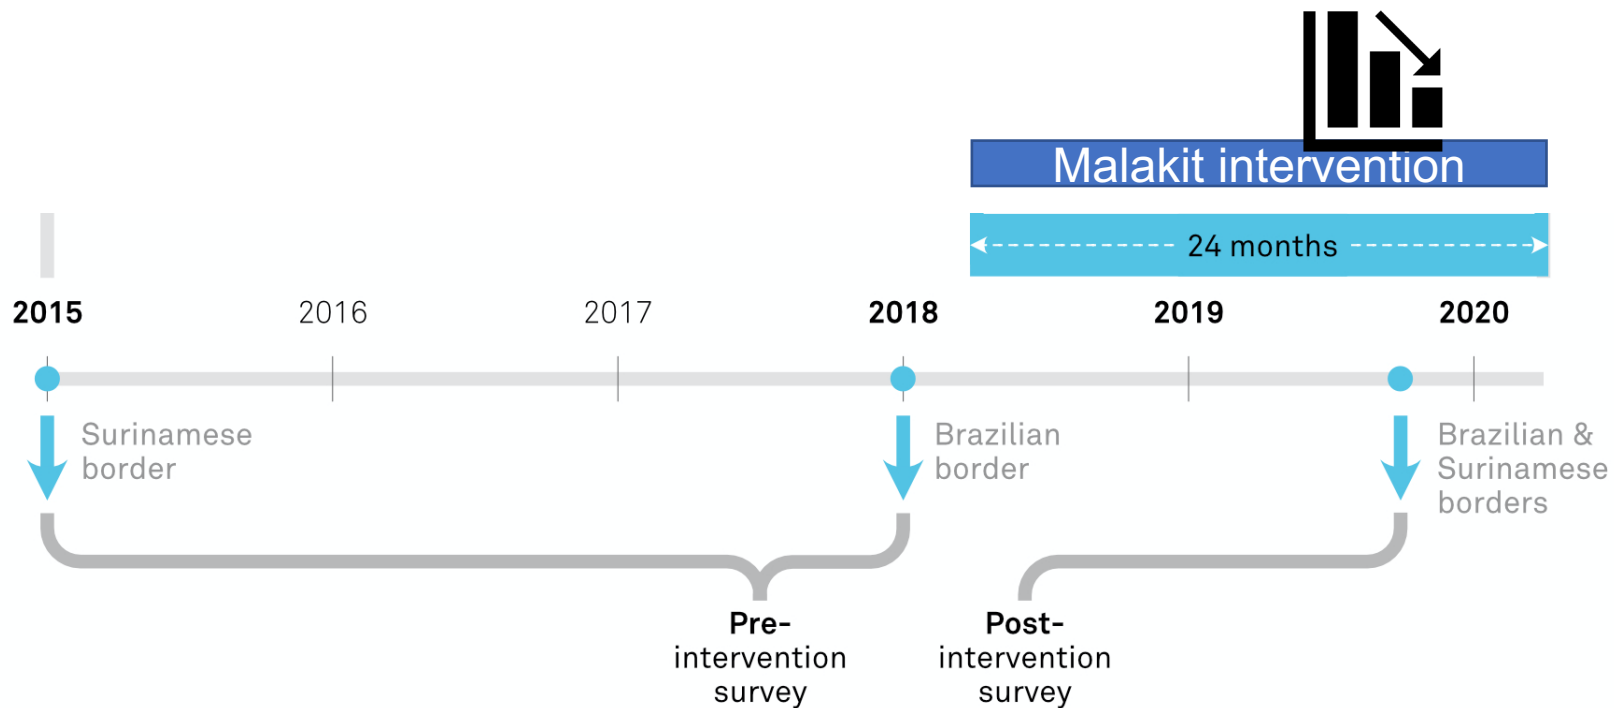 Malakit intervention
24 months
2015
2016
2017
2018
2019
2020
Surinamese
border
Brazilian
border
Brazilian &
Surinamese
borders
Pre-
intervention
survey
Post-
intervention
survey